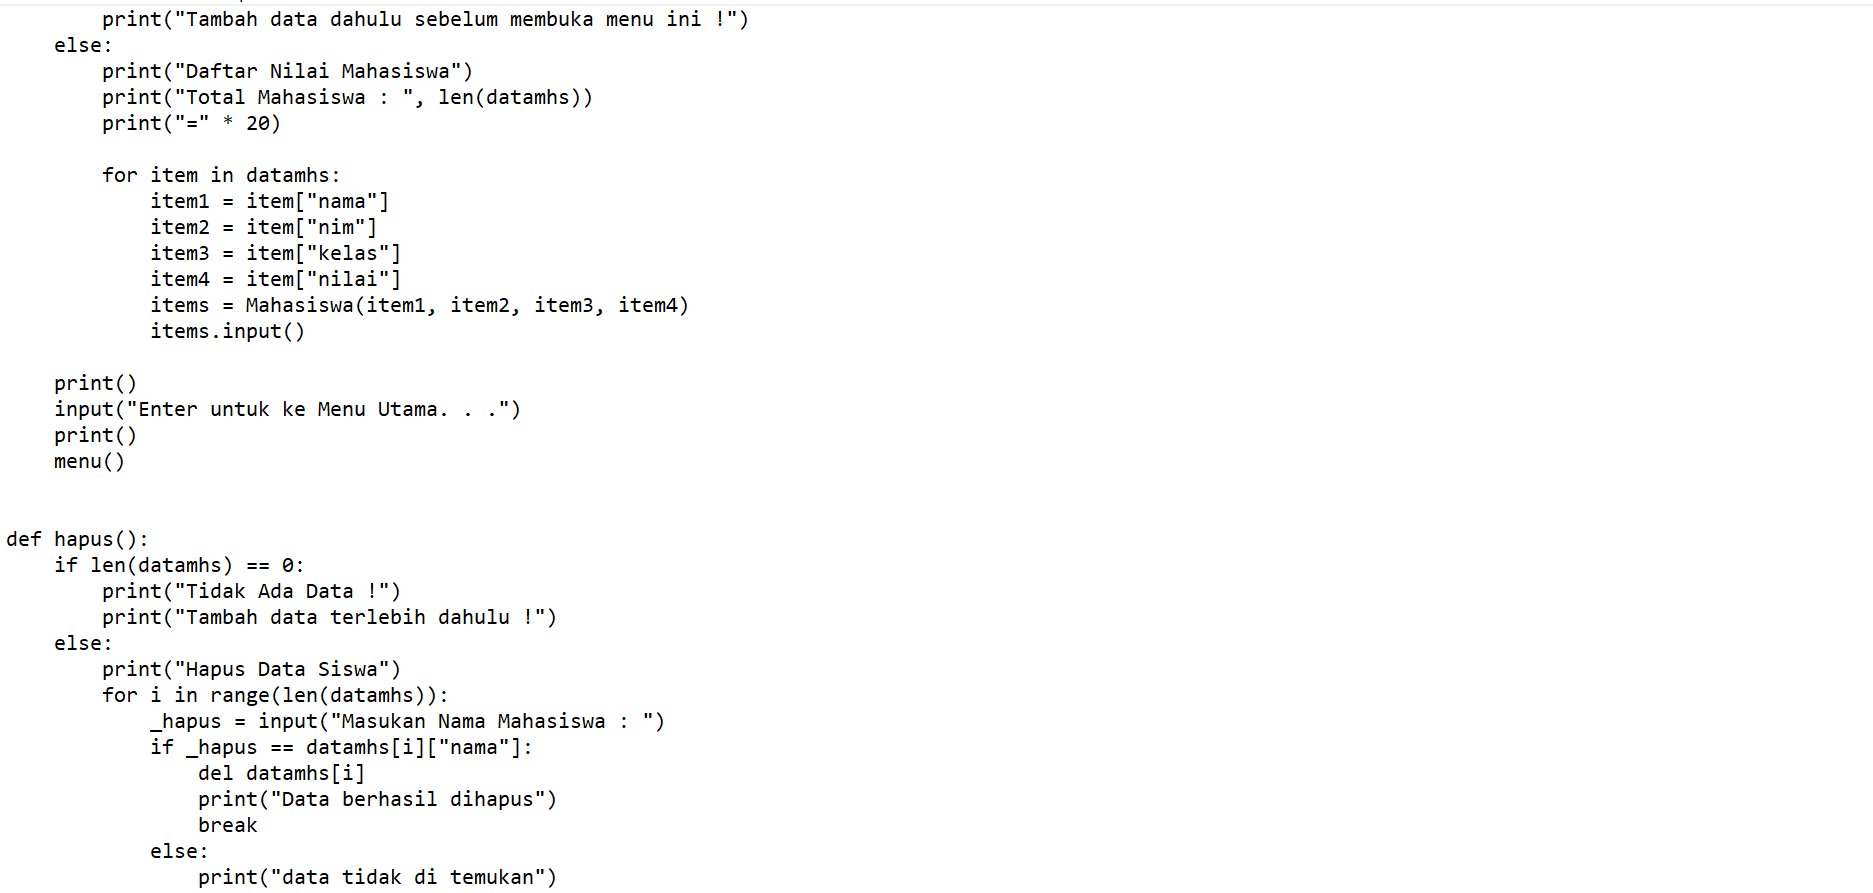 print("Tambah data dahulu sebelum membuka menu ini !")
    else:
        print("Daftar Nilai Mahasiswa")
        print("Total Mahasiswa : ", len(datamhs))
        print("=" * 20)

        for item in datamhs:
            item1 = item["nama"]
            item2 = item["nim"]
            item3 = item["kelas"]
            item4 = item["nilai"]
            items = Mahasiswa(item1, item2, item3, item4)
            items.input()

    print()
    input("Enter untuk ke Menu Utama. . .")
    print()
    menu()


def hapus():
    if len(datamhs) == 0:
        print("Tidak Ada Data !")
        print("Tambah data terlebih dahulu !")
    else:
        print("Hapus Data Siswa")
        for i in range(len(datamhs)):
            _hapus = input("Masukan Nama Mahasiswa : ")
            if _hapus == datamhs[i]["nama"]:
                del datamhs[i]
                print("Data berhasil dihapus")
                break
            else:
                print("data tidak di temukan")